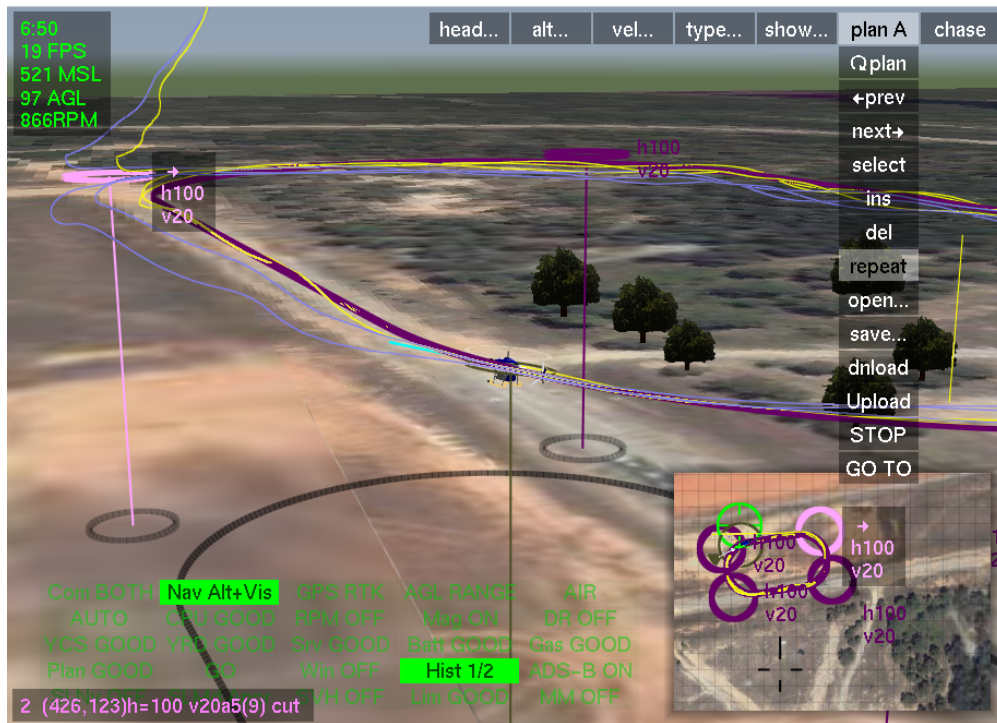 6:50
19 FPS
521 MSL
97 AGL
866RPM
head... alt... vel... type... show... plan A chase
plan
←prev
next→
select
ins
del
repeat
open...
save...
dnload
Upload
STOP
GO TO
→
h100
v20
h100
v20
→
h100
v20
h100
v20
h100
v20
h100
v20
Com BOTH Nav Alt+Vis GPS RTK AGL RANGE AIR
AUTO GOOD RPM OFF Mag ON DR OFF
VCS GOOD YRD GOOD Srv GOOD Batt GOOD Gas GOOD
Plan GOOD GO Win OFF Hist 1/2 ADS-B ON
OFF Lim GOOD MM OFF
2 (426,123)h=100 v20a5(9) cut